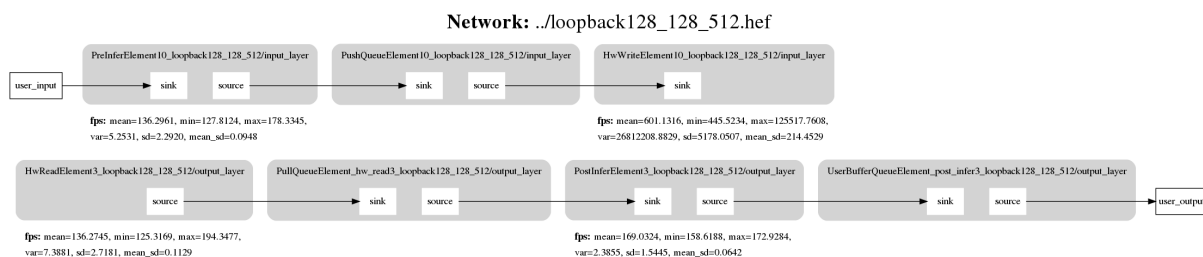 Network: ../loopback128_128_512.hef
PreInferElement10_loopback128_128_512/input_layer
PushQueueElement10_loopback128_128_512/input_layer
HwWriteElement10_loopback128_128_512/input_layer
user_input
sink
source
sink
source
sink
fps: mean=136.2961, min=127.8124, max=178.3345,
var=5.2531, sd=2.2920, mean_sd=0.0948
fps: mean=601.1316, min=445.5234, max=125517.7608,
var=26812208.8829, sd=5178.0507, mean_sd=214.4529
HwReadElement3_loopback128_128_512/output_layer
PullQueueElement_hw_read3_loopback128_128_512/output_layer
PostInferElement3_loopback128_128_512/output_layer
UserBufferQueueElement_post_infer3_loopback128_128_512/output_layer
source
sink
source
sink
source
sink
source
user_output
fps: mean=136.2745, min=125.3169, max=194.3477,
var=7.3881, sd=2.7181, mean_sd=0.1129
fps: mean=169.0324, min=158.6188, max=172.9284,
var=2.3855, sd=1.5445, mean_sd=0.0642